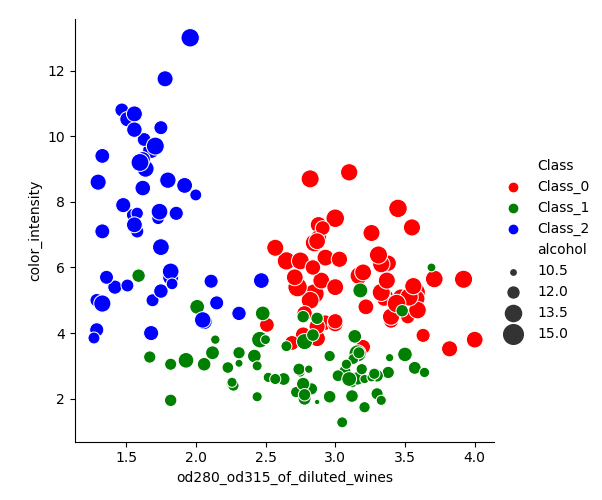 12
10
8
6
4
2
color_intensity
1.5
2.0
2.5
3.0
3.5
4.0
od280_od315_of_diluted_wines
Class
Class_0
Class_1
Class_2
alcohol
10.5
12.0
13.5
15.0